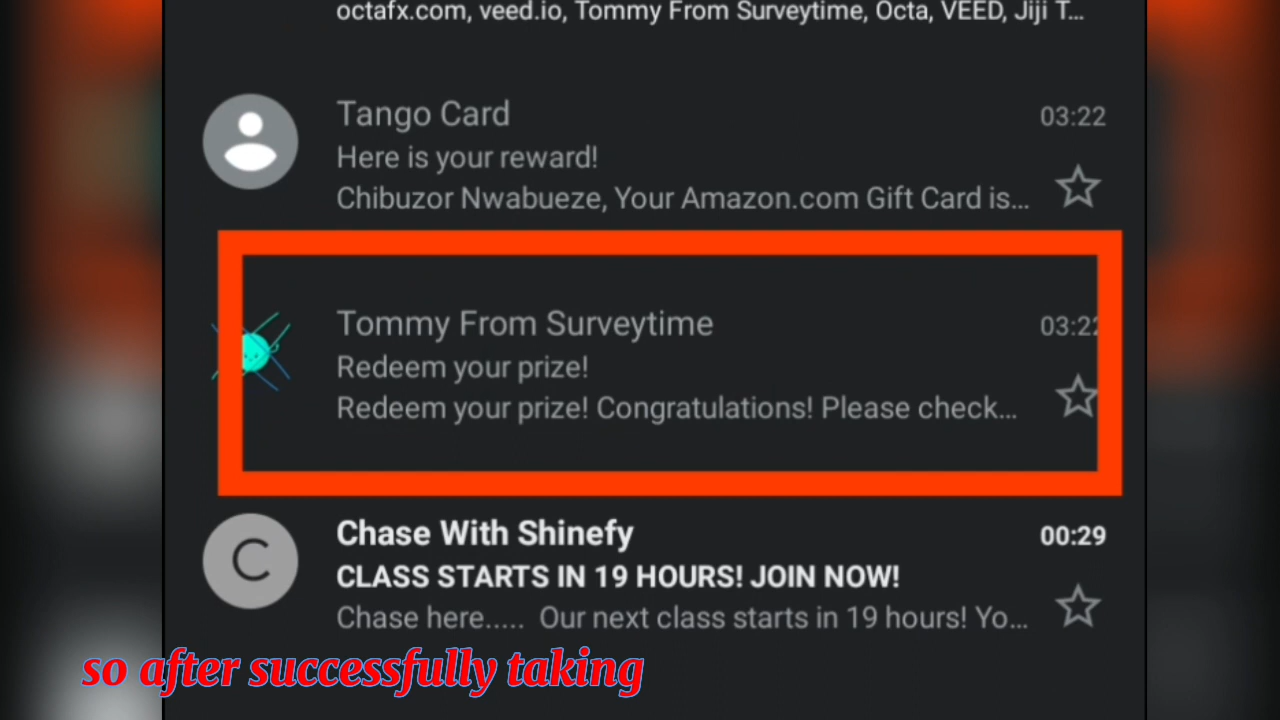 octafx.com, veed.io, Tommy From Surveytime, Octa, VEED, Jiji T…
Tango Card
03:22
Here is your reward!
Chibuzor Nwabueze, Your Amazon.com Gift Card is…
Tommy From Surveytime
03:22
Redeem your prize!
Redeem your prize! Congratulations! Please check…
C
Chase With Shinefy
00:29
CLASS STARTS IN 19 HOURS! JOIN NOW!
Chase here..... Our next class starts in 19 hours! Yo…
so after successfully taking